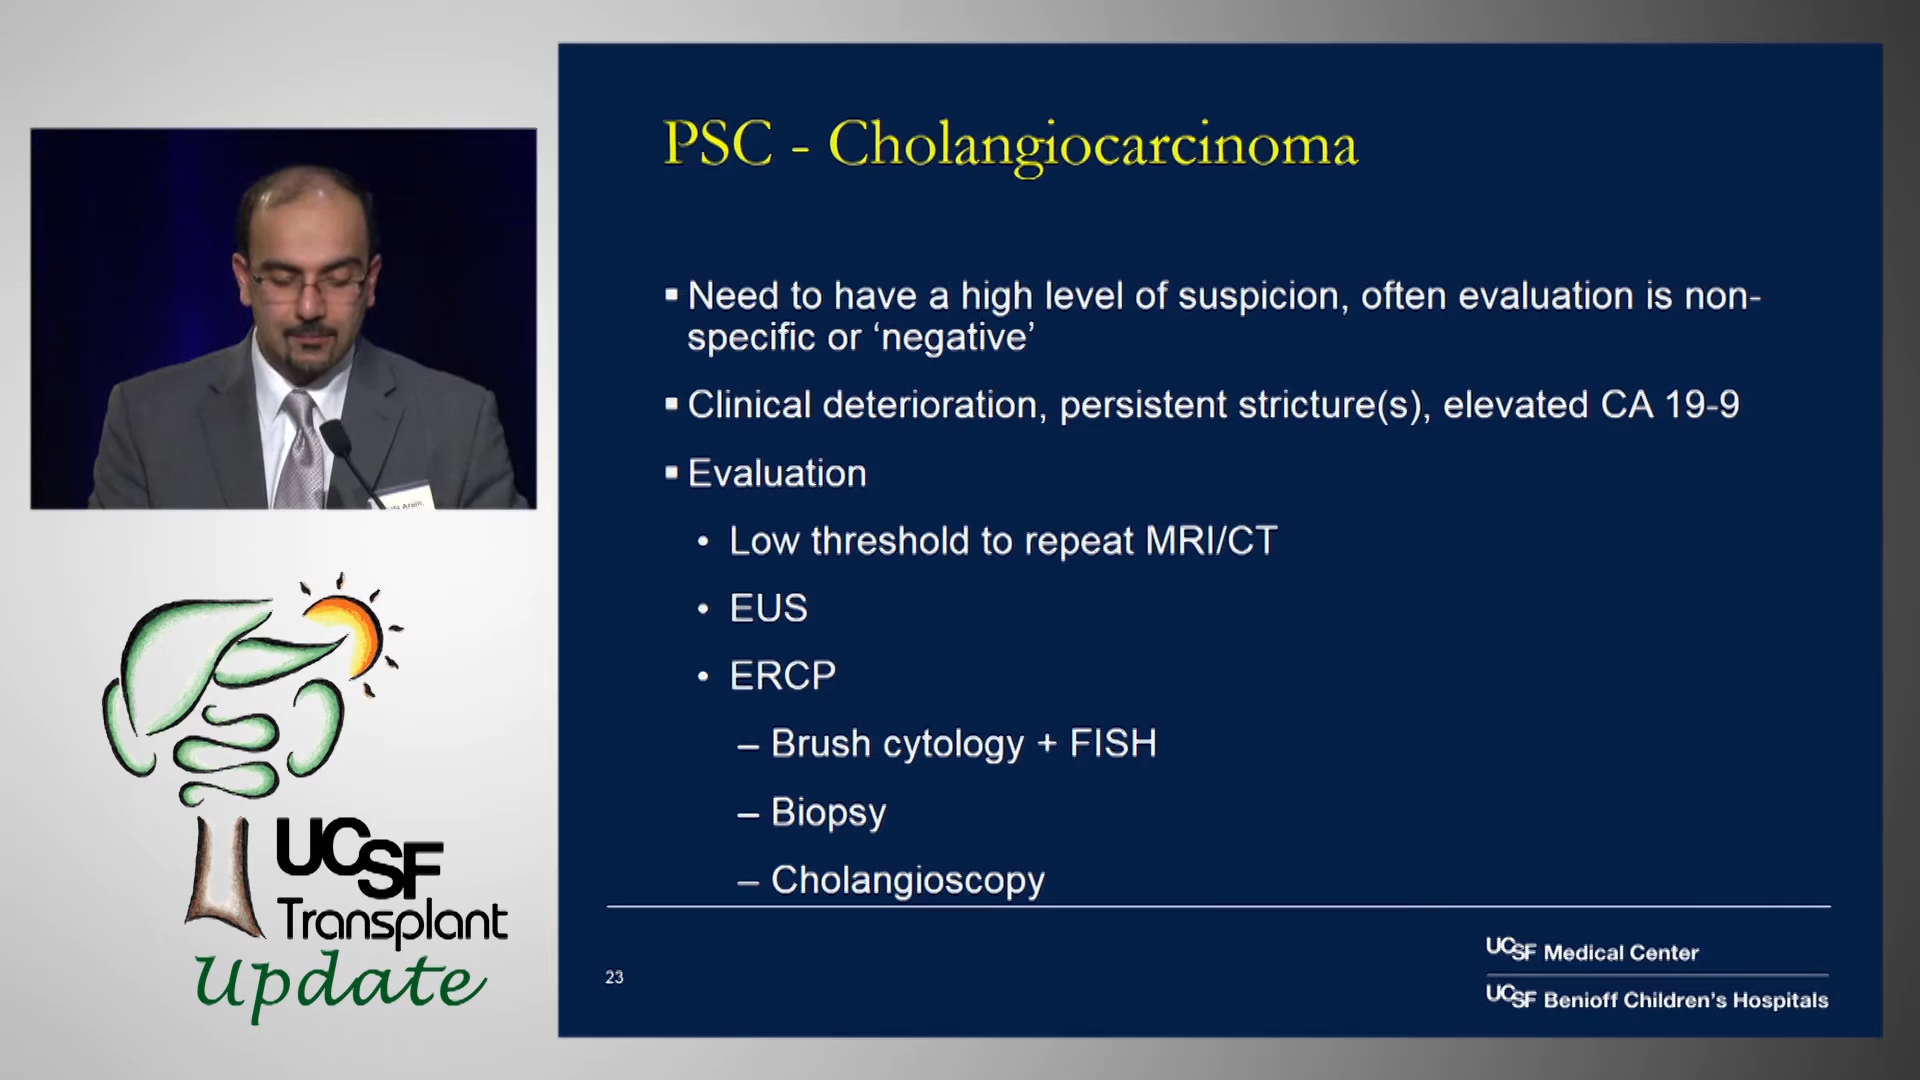 PSC - Cholangiocarcinoma
▪ Need to have a high level of suspicion, often evaluation is non-
specific or ‘negative’
▪ Clinical deterioration, persistent stricture(s), elevated CA 19-9
▪ Evaluation
• Low threshold to repeat MRI/CT
• EUS
• ERCP
– Brush cytology + FISH
– Biopsy
– Cholangioscopy
23
UCSF Medical Center
UCSF Benioff Children's Hospitals
UCSF
Transplant
Update